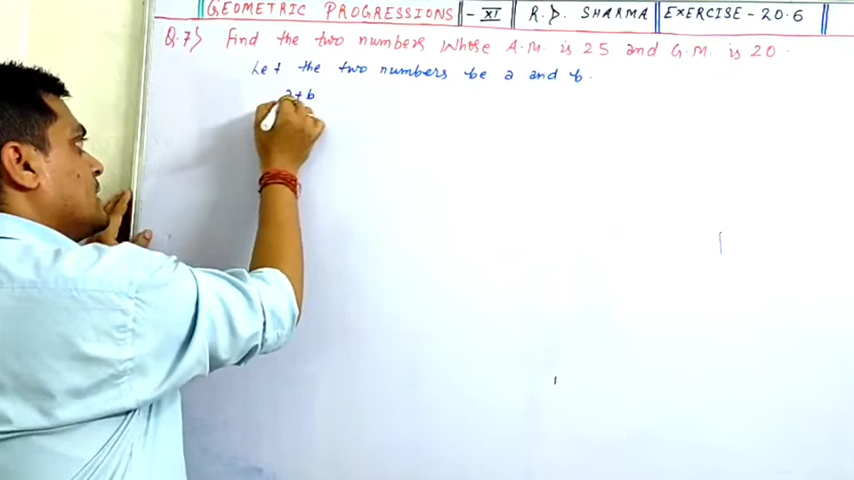 GEOMETRIC PROGRESSIONS - XI R.D. SHARMA EXERCISE-20.6
Q.7> Find the two numbers whose A.M. is 25 and G.M. is 20.
Let the two numbers be a and b.
a+b